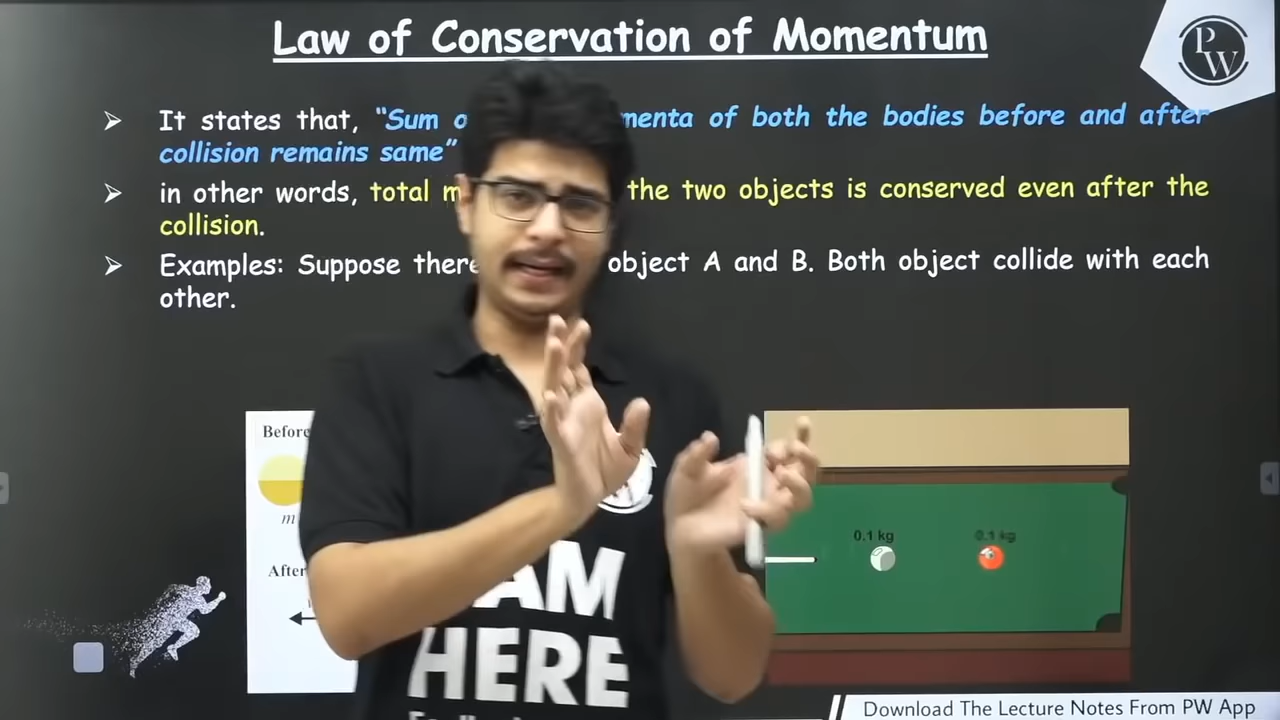 Law of Conservation of Momentum
PW
➤ It states that, “Sum o menta of both the bodies before and after
collision remains same”
➤ in other words, total m the two objects is conserved even after the
collision.
➤ Examples: Suppose there object A and B. Both object collide with each
other.
Before
m
After
0.1 kg 0.1 kg
AM
HERE
Download The Lecture Notes From PW App